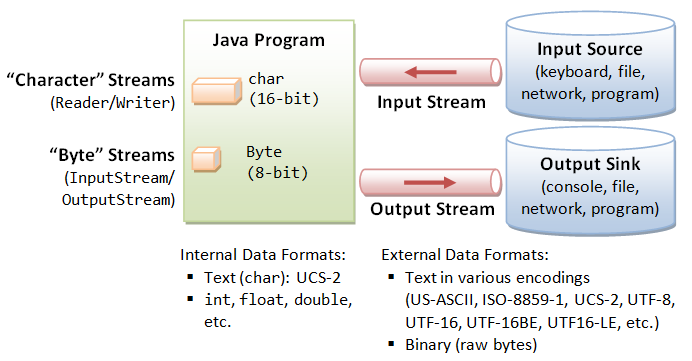 Java Program
"Character" Streams
(Reader/Writer)
char
(16-bit)
"Byte" Streams
(InputStream/
OutputStream)
Byte
(8-bit)
Input Stream
Output Stream
Input Source
(keyboard, file,
network, program)
Output Sink
(console, file,
network, program)
Internal Data Formats:
▪ Text (char): UCS-2
▪ int, float, double,
etc.
External Data Formats:
▪ Text in various encodings
(US-ASCII, ISO-8859-1, UCS-2, UTF-8,
UTF-16, UTF-16BE, UTF16-LE, etc.)
▪ Binary (raw bytes)